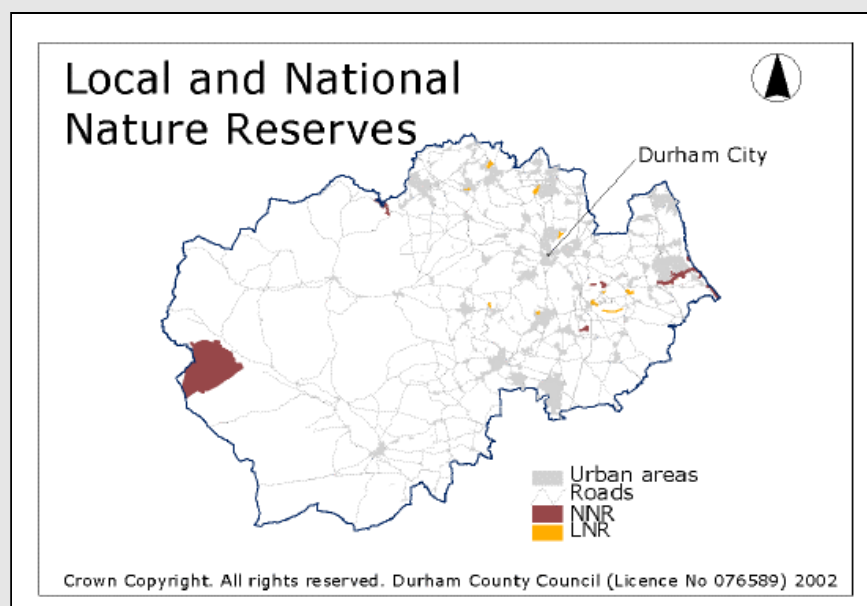 Local and National
Nature Reserves
Durham City
Urban areas
Roads
NNR
LNR
Crown Copyright. All rights reserved. Durham County Council (Licence No 076589) 2002